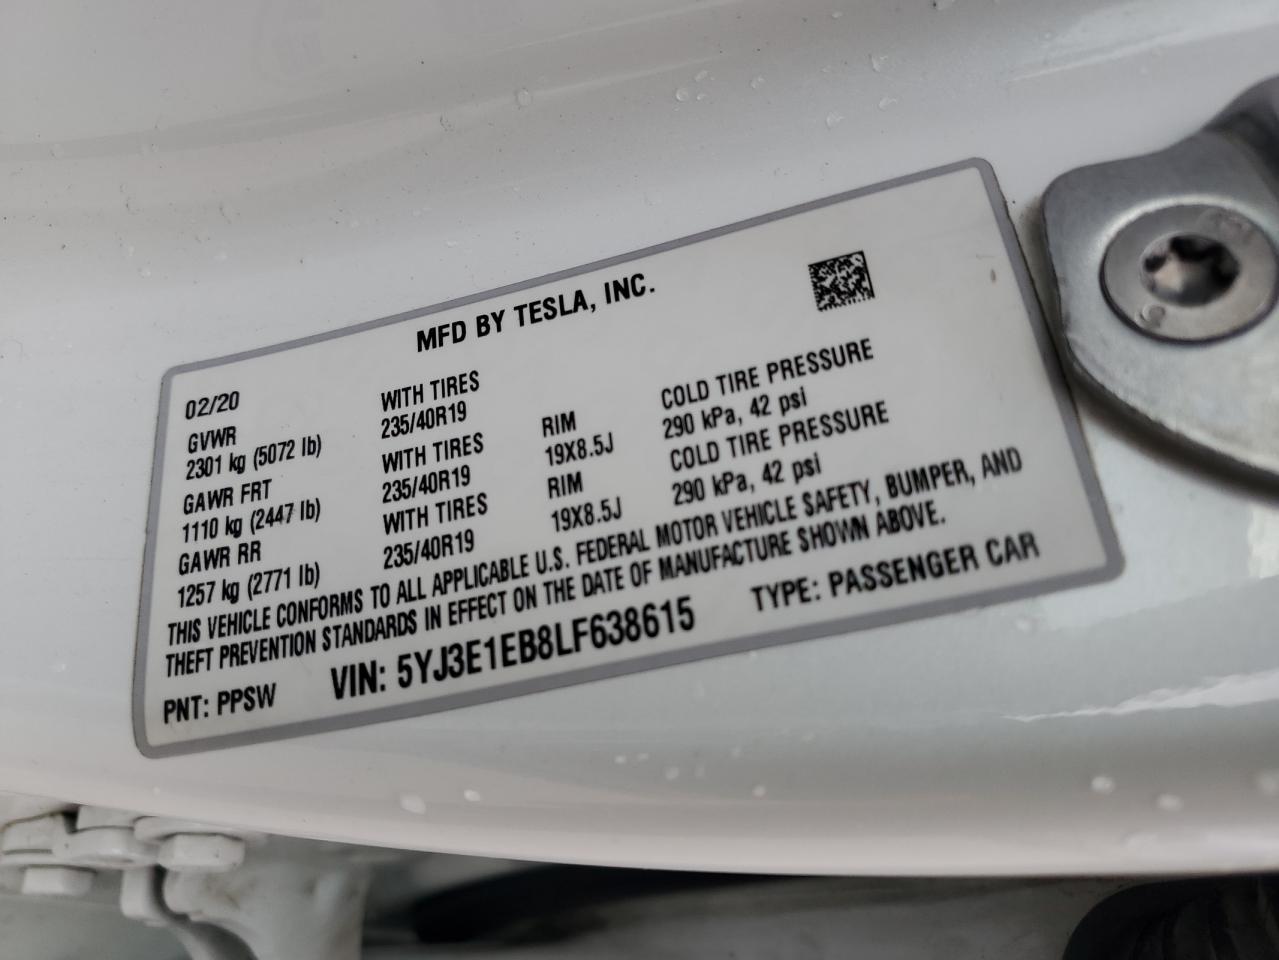 MFD BY TESLA, INC.
02/20
GVWR WITH TIRES
2301 kg (5072 lb) 235/40R19 RIM COLD TIRE PRESSURE
GAWR FRT WITH TIRES 19X8.5J 290 kPa, 42 psi
1110 kg (2447 lb) 235/40R19 RIM COLD TIRE PRESSURE
GAWR RR WITH TIRES 19X8.5J 290 kPa, 42 psi
1257 kg (2771 lb) 235/40R19
THIS VEHICLE CONFORMS TO ALL APPLICABLE U.S. FEDERAL MOTOR VEHICLE SAFETY, BUMPER, AND
THEFT PREVENTION STANDARDS IN EFFECT ON THE DATE OF MANUFACTURE SHOWN ABOVE.
PNT: PPSW VIN: 5YJ3E1EB8LF638615 TYPE: PASSENGER CAR